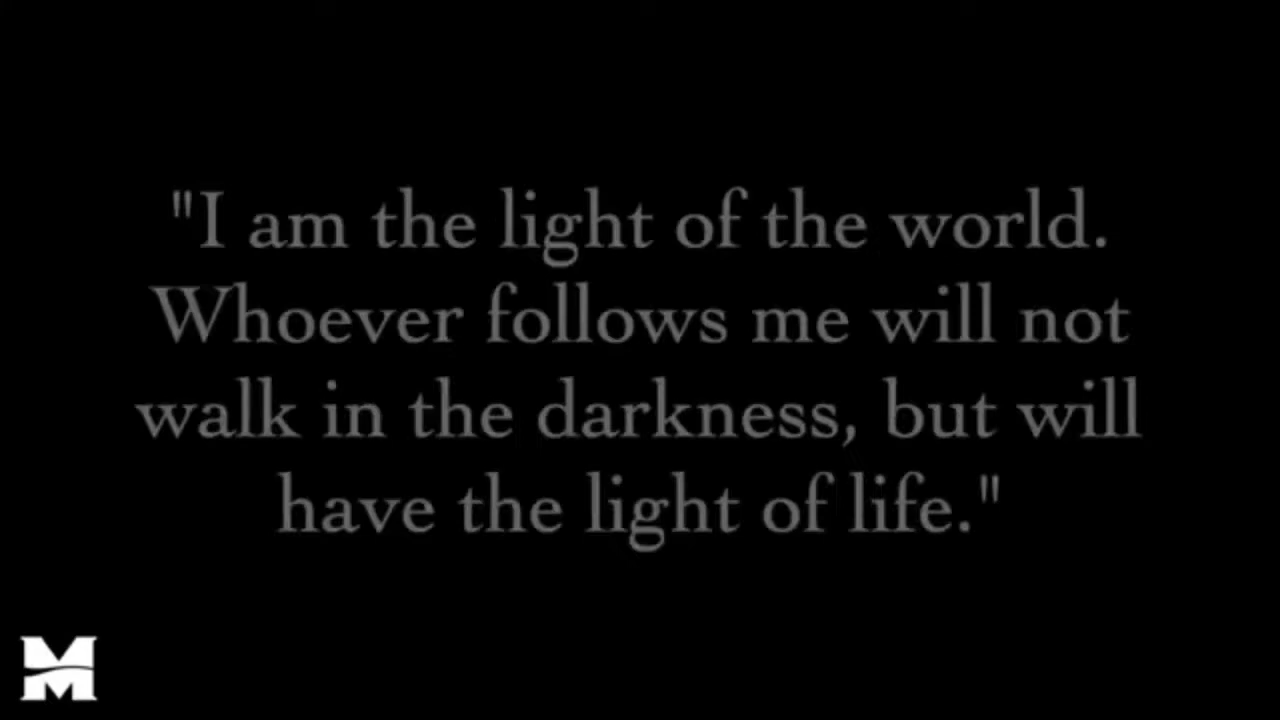 "I am the light of the world.
Whoever follows me will not
walk in the darkness, but will
have the light of life."
M